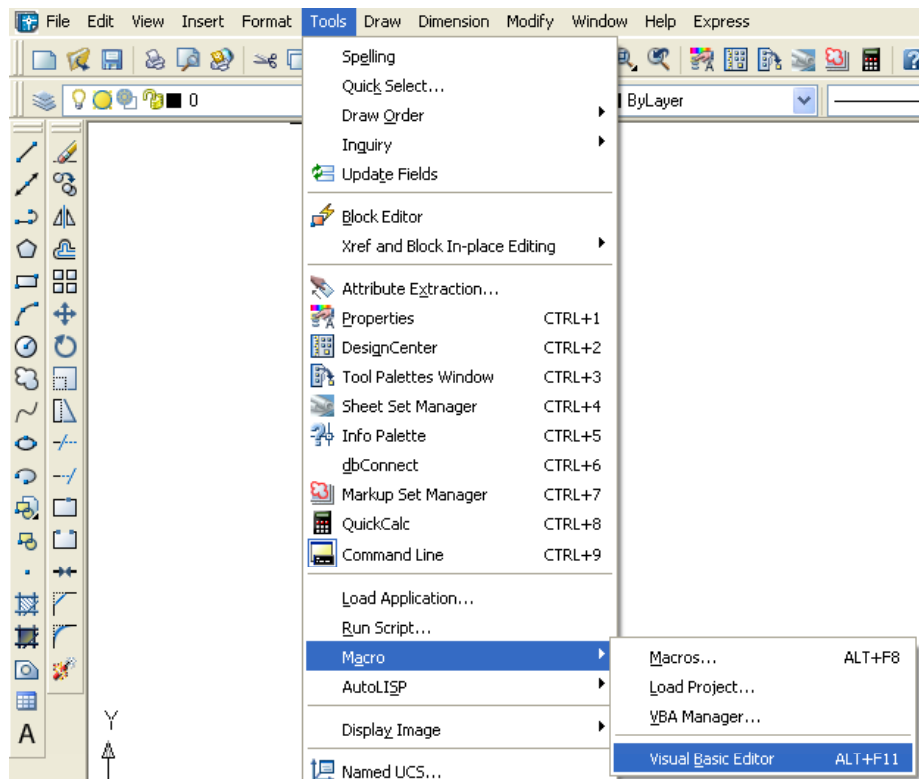 File Edit View Insert Format Tools Draw Dimension Modify Window Help Express
0
ByLayer
Spelling
Quick Select...
Draw Order
Inquiry
Update Fields
Block Editor
Xref and Block In-place Editing
Attribute Extraction...
Properties CTRL+1
DesignCenter CTRL+2
Tool Palettes Window CTRL+3
Sheet Set Manager CTRL+4
Info Palette CTRL+5
dbConnect CTRL+6
Markup Set Manager CTRL+7
QuickCalc CTRL+8
Command Line CTRL+9
Load Application...
Run Script...
Macro
AutoLISP
Display Image
Named UCS...
Macros... ALT+F8
Load Project...
VBA Manager...
Visual Basic Editor ALT+F11
A
Y